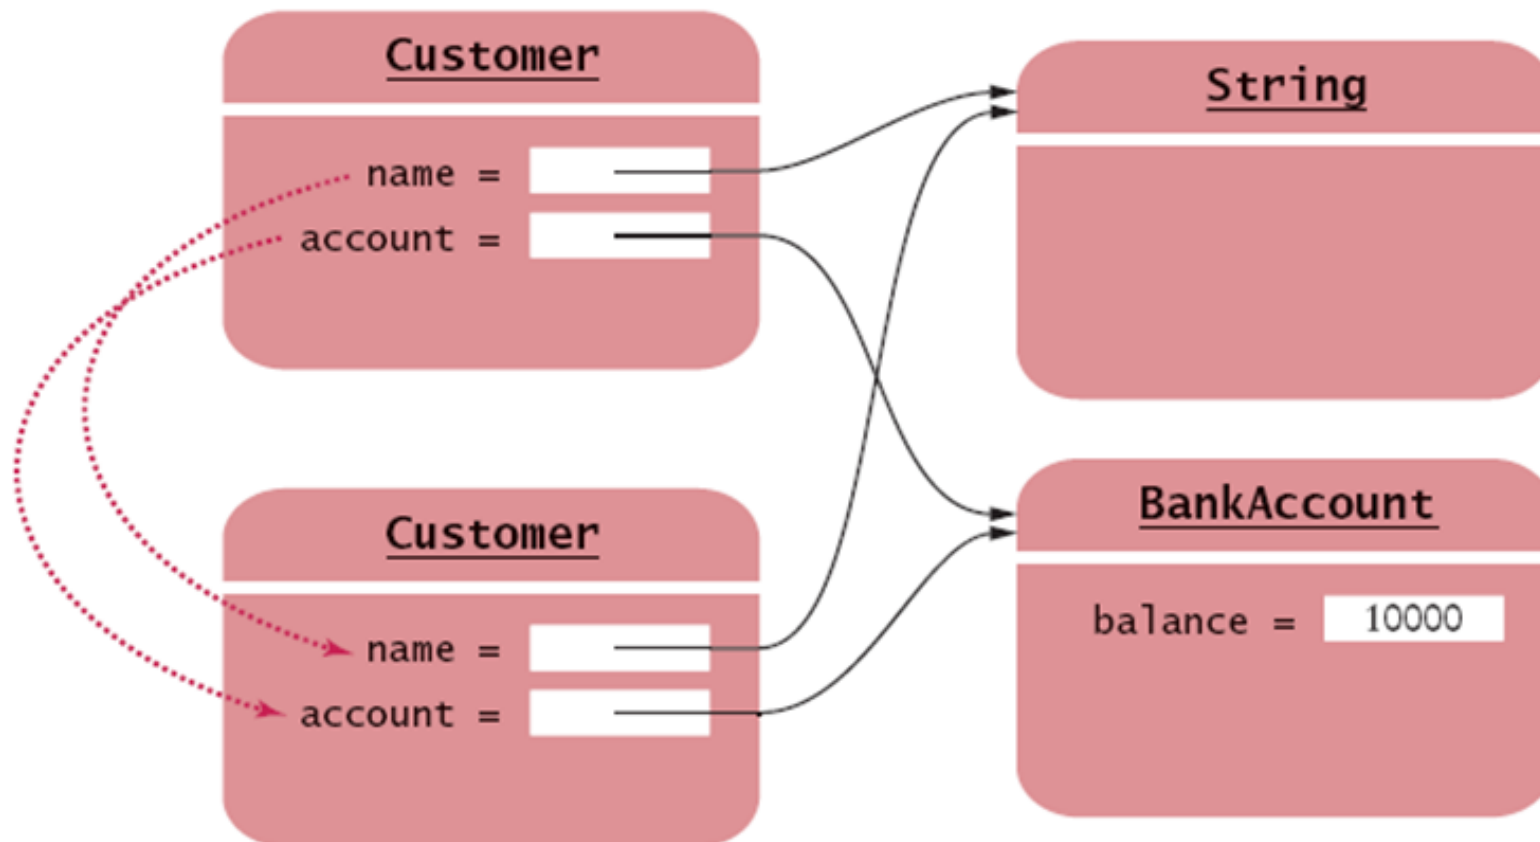 Customer
name =
account =
String
Customer
name =
account =
BankAccount
balance = 10000